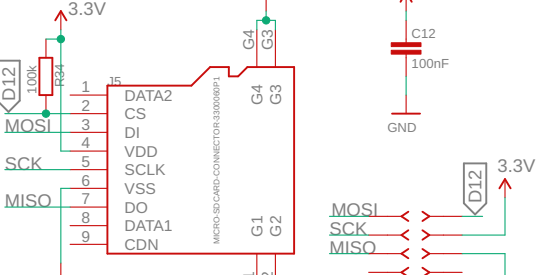 3.3V
G4
G3
C12
100nF
GND
D12
100k
R34
J5
1 DATA2
2 CS
MOSI 3 DI
4 VDD
SCK 5 SCLK
6 VSS
MISO 7 DO
8 DATA1
9 CDN
G4
G3
MICRO-SDCARD-CONNECTOR-3300060P1
G1
G2
3.3V
D12
MOSI
SCK
MISO